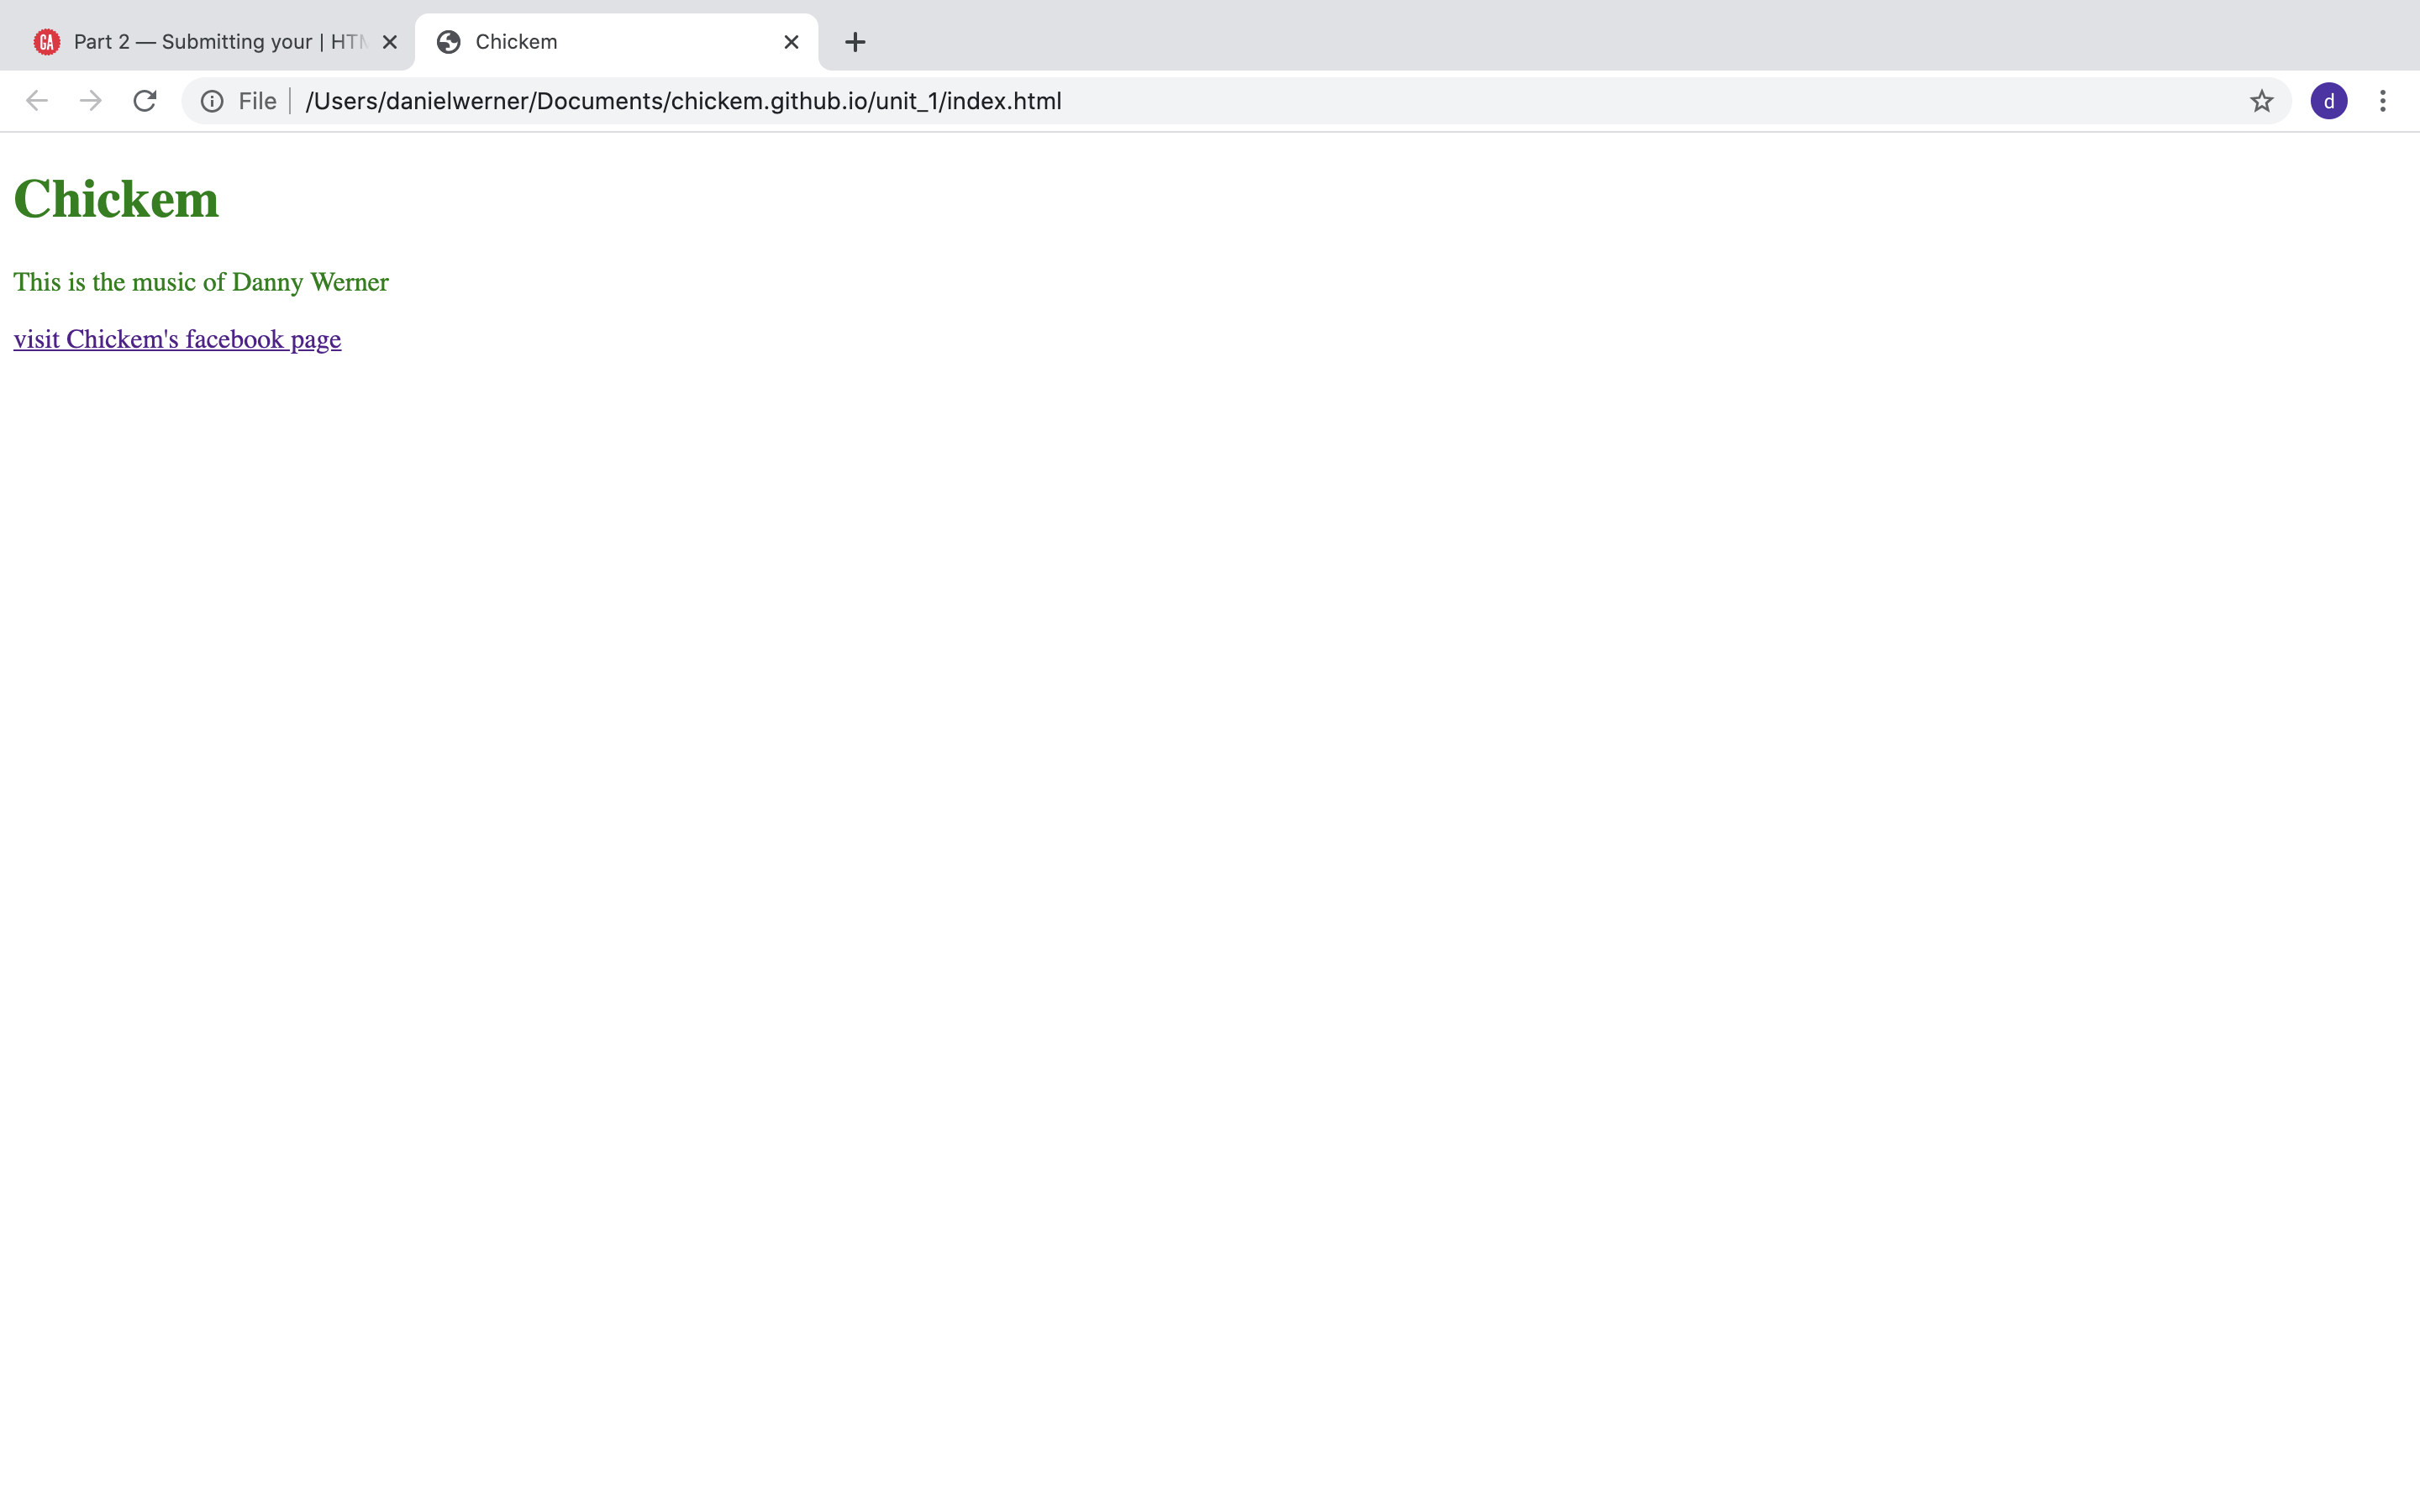 GA Part 2 — Submitting your | HTM
Chickem
File /Users/danielwerner/Documents/chickem.github.io/unit_1/index.html
d
Chickem
This is the music of Danny Werner
visit Chickem's facebook page